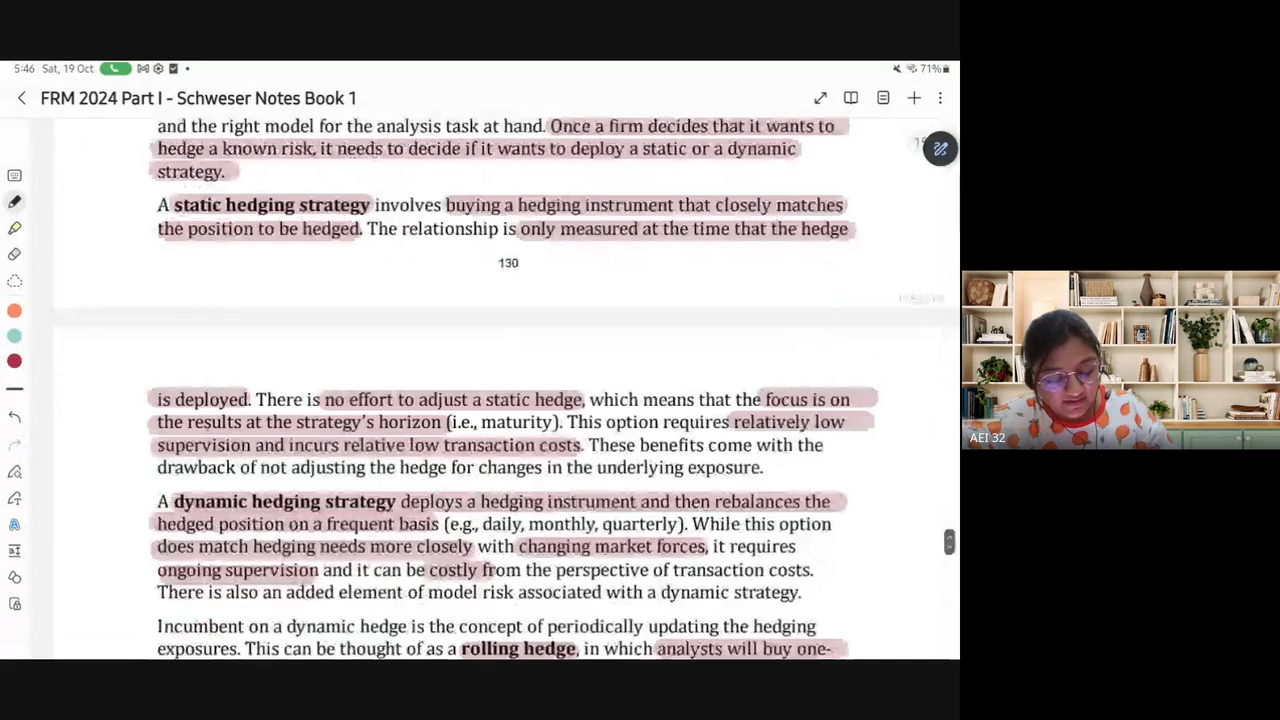 5:46 Sat, 19 Oct
71%
FRM 2024 Part I - Schweser Notes Book 1
and the right model for the analysis task at hand. Once a firm decides that it wants to
hedge a known risk, it needs to decide if it wants to deploy a static or a dynamic
strategy.
A static hedging strategy involves buying a hedging instrument that closely matches
the position to be hedged. The relationship is only measured at the time that the hedge
130
is deployed. There is no effort to adjust a static hedge, which means that the focus is on
the results at the strategy's horizon (i.e., maturity). This option requires relatively low
supervision and incurs relative low transaction costs. These benefits come with the
drawback of not adjusting the hedge for changes in the underlying exposure.
A dynamic hedging strategy deploys a hedging instrument and then rebalances the
hedged position on a frequent basis (e.g., daily, monthly, quarterly). While this option
does match hedging needs more closely with changing market forces, it requires
ongoing supervision and it can be costly from the perspective of transaction costs.
There is also an added element of model risk associated with a dynamic strategy.
Incumbent on a dynamic hedge is the concept of periodically updating the hedging
exposures. This can be thought of as a rolling hedge, in which analysts will buy one-
AEI 32